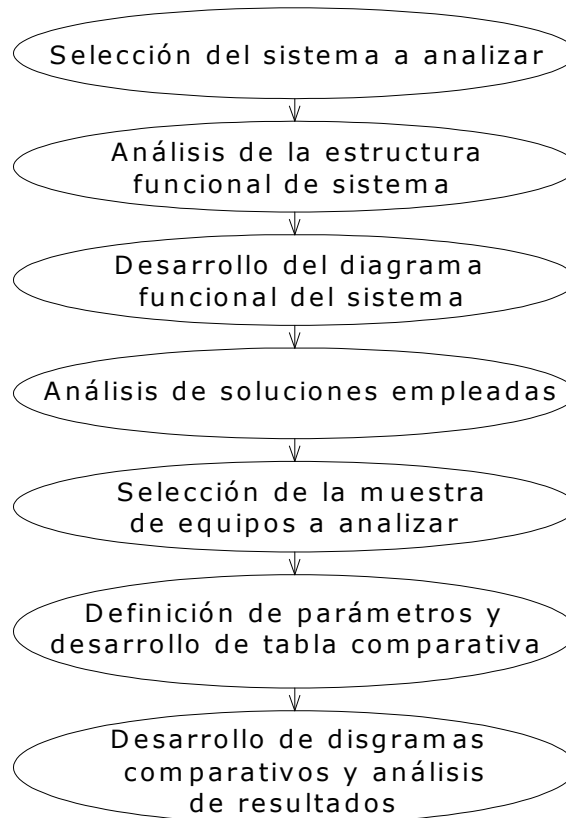 Selección del sistema a analizar
Análisis de la estructura
funcional de sistema
Desarrollo del diagrama
funcional del sistema
Análisis de soluciones empleadas
Selección de la muestra
de equipos a analizar
Definición de parámetros y
desarrollo de tabla comparativa
Desarrollo de disgramas
comparativos y análisis
de resultados